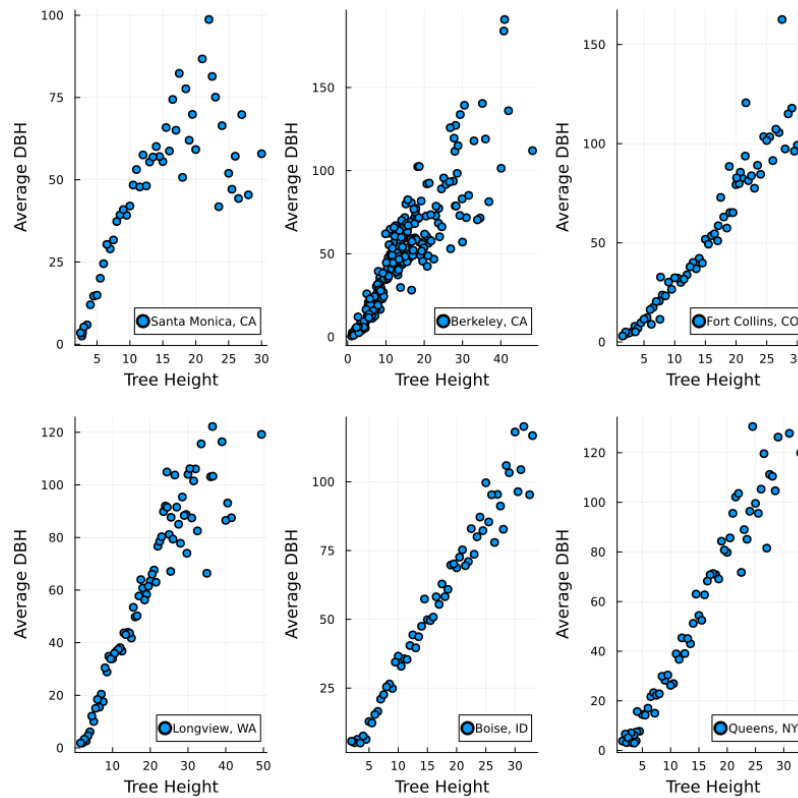 100
75
50
25
0
Average DBH
5 10 15 20 25 30
Tree Height
Santa Monica, CA
150
100
50
0
Average DBH
0 10 20 30 40
Tree Height
Berkeley, CA
150
100
50
0
Average DBH
5 10 15 20 25 30
Tree Height
Fort Collins, CO
120
100
80
60
40
20
0
Average DBH
10 20 30 40 50
Tree Height
Longview, WA
100
75
50
25
Average DBH
5 10 15 20 25 30
Tree Height
Boise, ID
120
100
80
60
40
20
0
Average DBH
5 10 15 20 25 30
Tree Height
Queens, NY